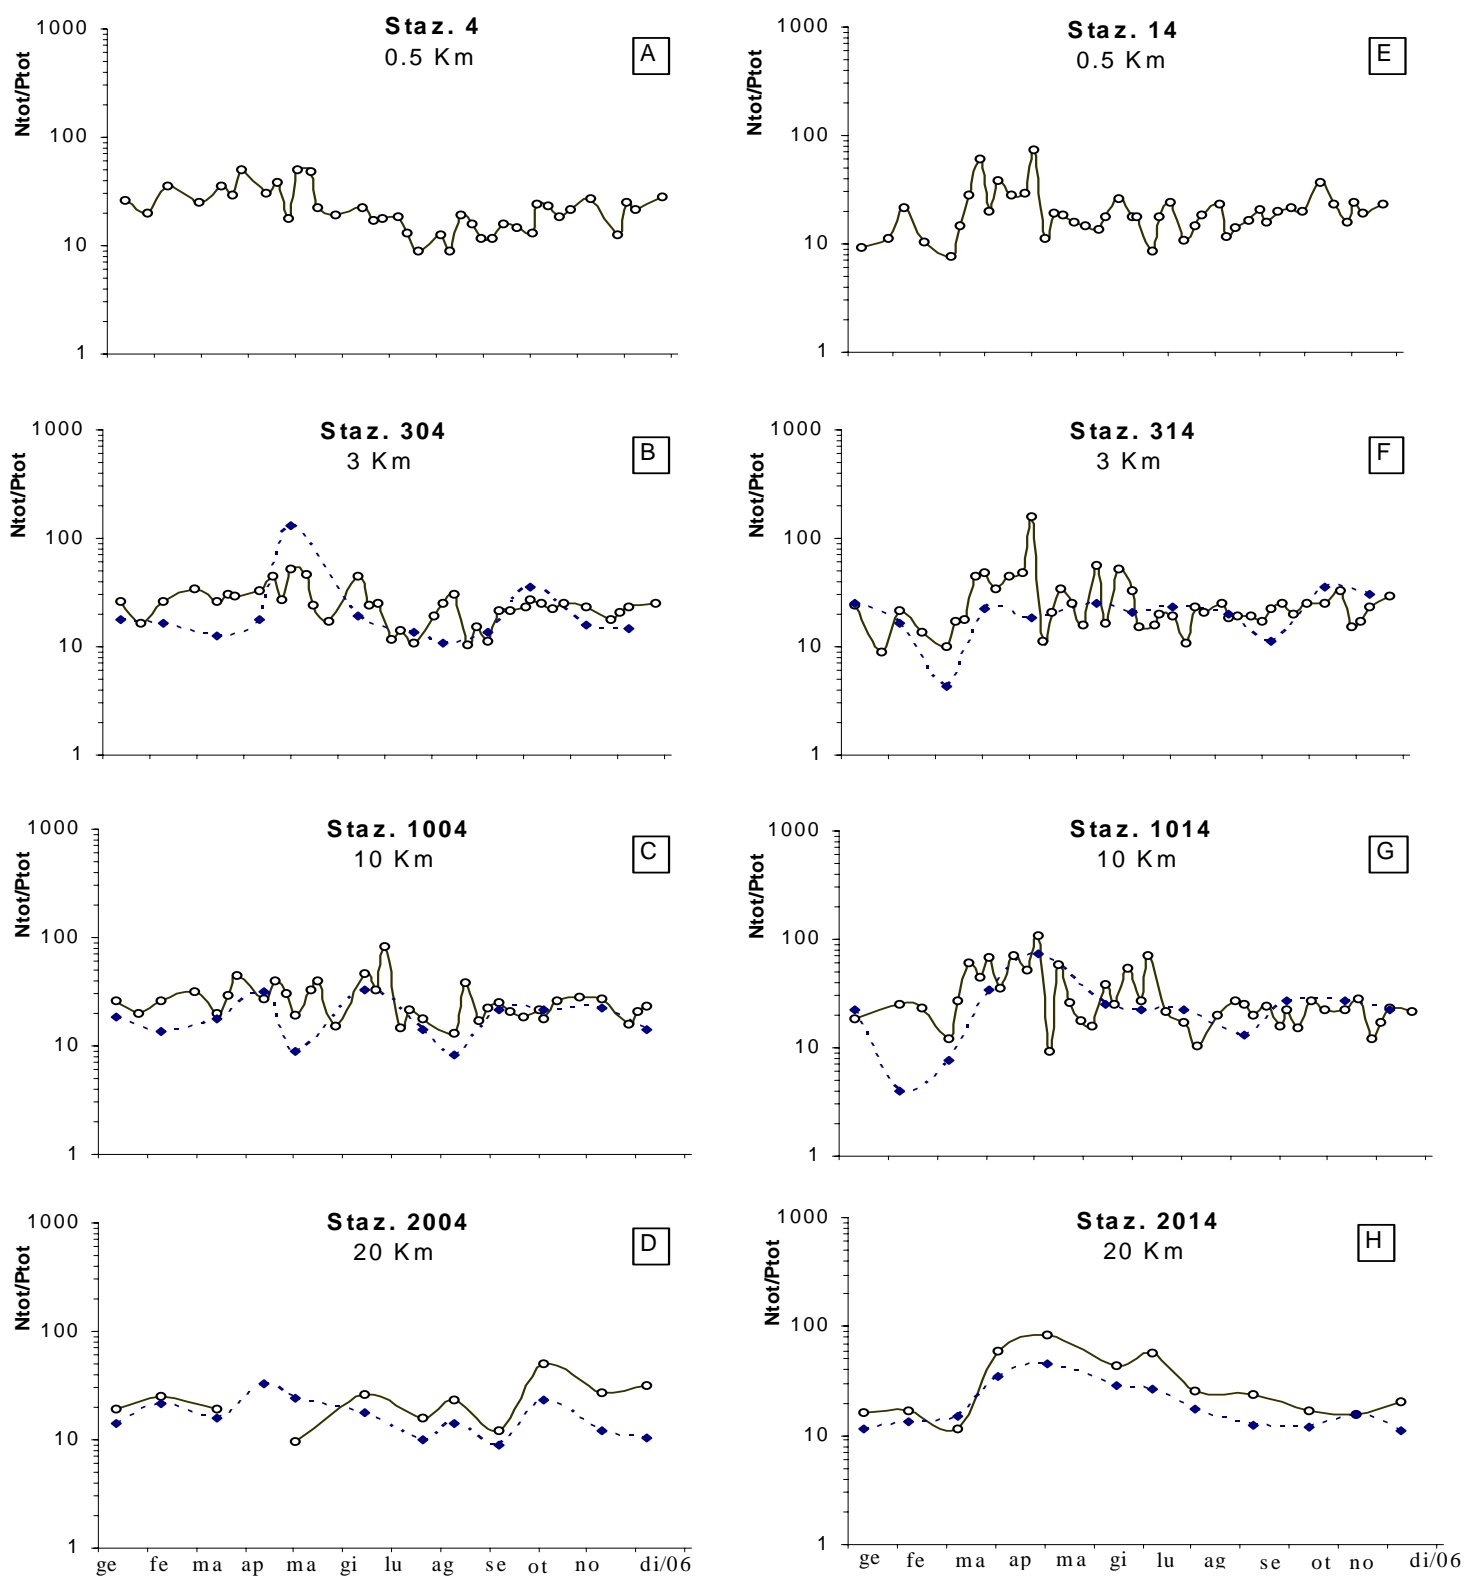 Staz. 4
0.5 Km
A
Ntot/Ptot
1000
100
10
1
Staz. 14
0.5 Km
E
Ntot/Ptot
1000
100
10
1
Staz. 304
3 Km
B
Ntot/Ptot
1000
100
10
1
Staz. 314
3 Km
F
Ntot/Ptot
1000
100
10
1
Staz. 1004
10 Km
C
Ntot/Ptot
1000
100
10
1
Staz. 1014
10 Km
G
Ntot/Ptot
1000
100
10
1
Staz. 2004
20 Km
D
Ntot/Ptot
1000
100
10
1
ge fe ma ap ma gi lu ag se ot no di/06
Staz. 2014
20 Km
H
Ntot/Ptot
1000
100
10
1
ge fe ma ap ma gi lu ag se ot no di/06